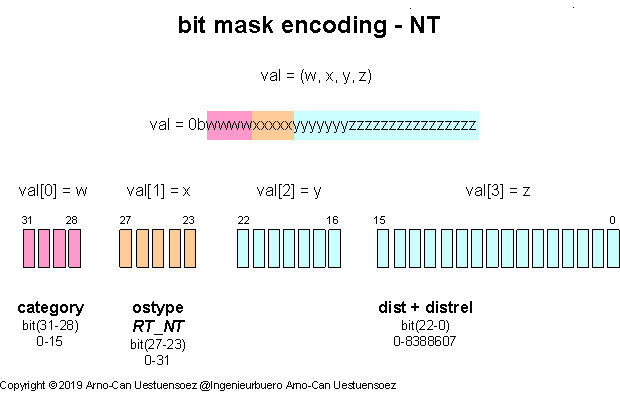 bit mask encoding - NT
val = (w, x, y, z)
val = 0bwwwwxxxxxyyyyyyyzzzzzzzzzzzzzzzz
val[0] = w val[1] = x val[2] = y val[3] = z
31 28 27 23 22 16 15 0
category ostype dist + distrel
bit(31-28) RT_NT bit(22-0)
0-15 bit(27-23) 0-8388607
0-31
Copyright ©2019 Arno-Can Uestuensoez @Ingenieurbuero Arno-Can Uestuensoez